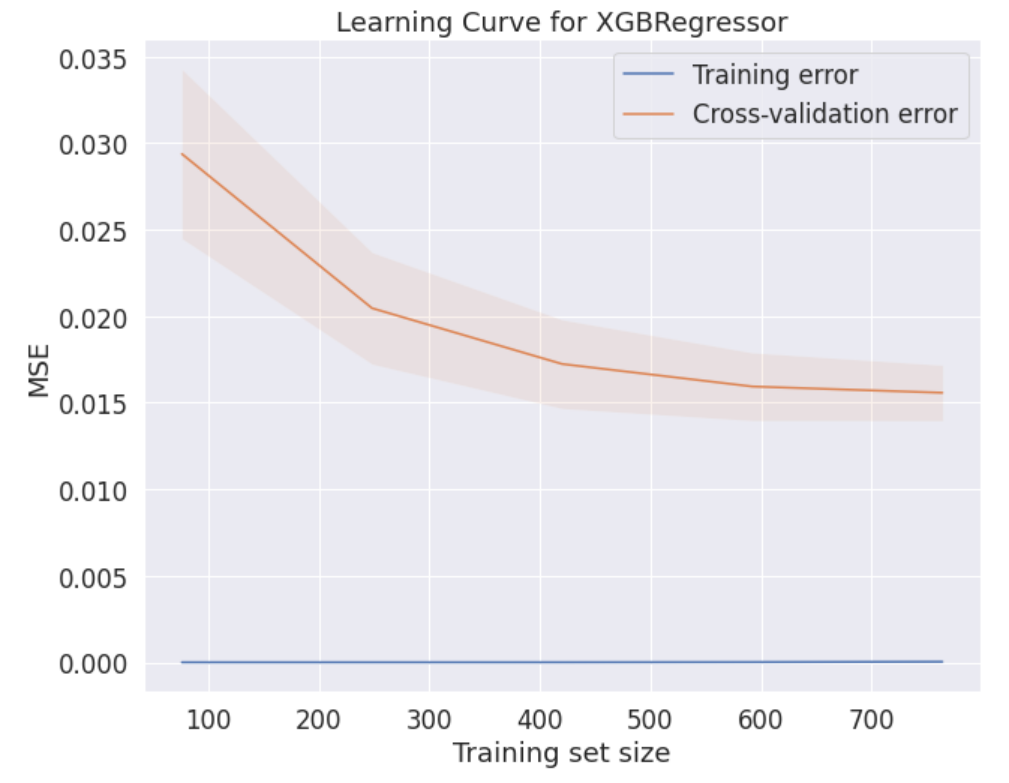 Learning Curve for XGBRegressor
Training error
Cross-validation error
MSE
0.035
0.030
0.025
0.020
0.015
0.010
0.005
0.000
100 200 300 400 500 600 700
Training set size